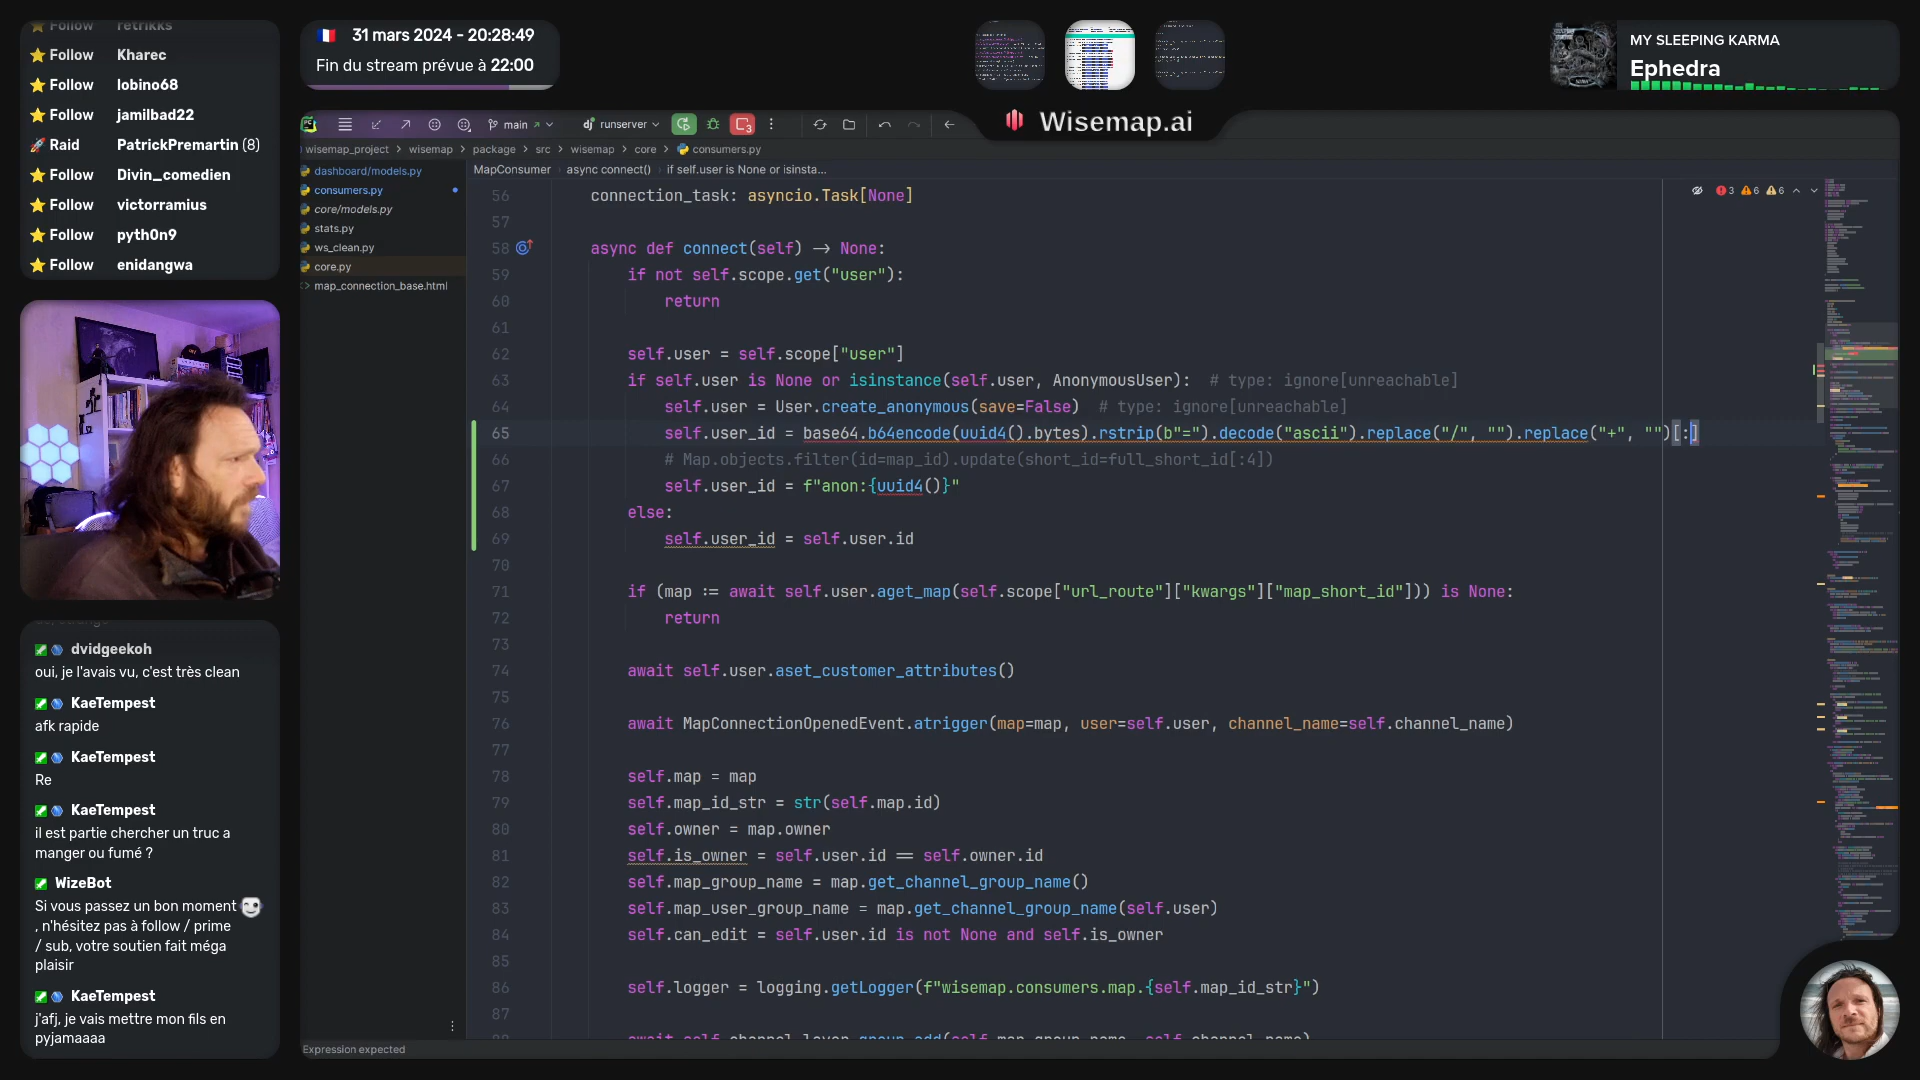 Follow retrikks
Follow Kharec
Follow lobino68
Follow jamilbad22
Raid PatrickPremartin (8)
Follow Divin_comedien
Follow victorramius
Follow pyth0n9
Follow enidangwa
31 mars 2024 - 20:28:49
Fin du stream prévue à 22:00
MY SLEEPING KARMA
Ephedra
Wisemap.ai
main
dj runserver
3
wisemap_project > wisemap > package > src > wisemap > core > consumers.py
dashboard/models.py
consumers.py
core/models.py
stats.py
ws_clean.py
core.py
map_connection_base.html
MapConsumer > async connect() > if self.user is None or isinsta...
3 6 6
56 connection_task: asyncio.Task[None]
57
58 async def connect(self) -> None:
59 if not self.scope.get("user"):
60 return
61
62 self.user = self.scope["user"]
63 if self.user is None or isinstance(self.user, AnonymousUser):  # type: ignore[unreachable]
64 self.user = User.create_anonymous(save=False)  # type: ignore[unreachable]
65 self.user_id = base64.b64encode(uuid4().bytes).rstrip(b"=").decode("ascii").replace("/", "").replace("+", "")[:]
66 # Map.objects.filter(id=map_id).update(short_id=full_short_id[:4])
67 self.user_id = f"anon:{uuid4()}"
68 else:
69 self.user_id = self.user.id
70
71 if (map := await self.user.aget_map(self.scope["url_route"]["kwargs"]["map_short_id"])) is None:
72 return
73
74 await self.user.aset_customer_attributes()
75
76 await MapConnectionOpenedEvent.atrigger(map=map, user=self.user, channel_name=self.channel_name)
77
78 self.map = map
79 self.map_id_str = str(self.map.id)
80 self.owner = map.owner
81 self.is_owner = self.user.id == self.owner.id
82 self.map_group_name = map.get_channel_group_name()
83 self.map_user_group_name = map.get_channel_group_name(self.user)
84 self.can_edit = self.user.id is not None and self.is_owner
85
86 self.logger = logging.getLogger(f"wisemap.consumers.map.{self.map_id_str}")
87
88 await self.channel_layer.group_add(self.map_group_name, self.channel_name)
Expression expected
dvidgeekoh
oui, je l'avais vu, c'est très clean
KaeTempest
afk rapide
KaeTempest
Re
KaeTempest
il est partie chercher un truc a
manger ou fumé ?
WizeBot
Si vous passez un bon moment
, n'hésitez pas à follow / prime
/ sub, votre soutien fait méga
plaisir
KaeTempest
j'afj, je vais mettre mon fils en
pyjamaaaa